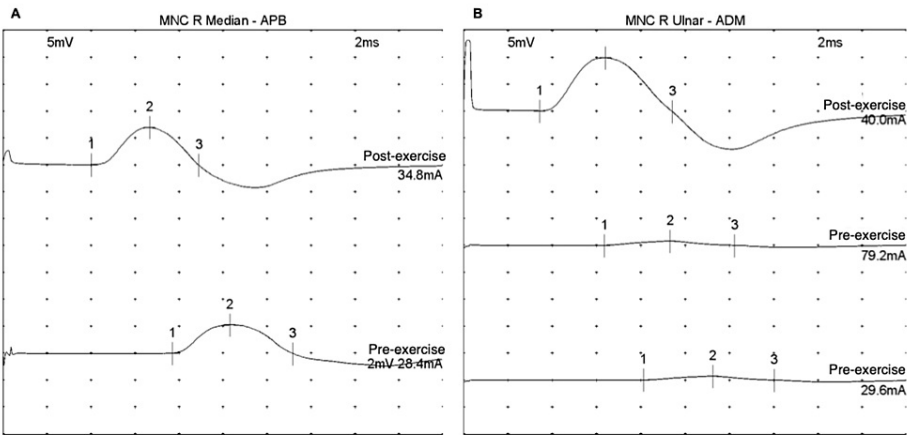 A
MNC R Median - APB
5mV
2ms
2
1
3
Post-exercise
34.8mA
2
1
3
Pre-exercise
2mV 28.4mA
B
MNC R Ulnar - ADM
5mV
2ms
1
3
Post-exercise
40.0mA
1
2
3
Pre-exercise
79.2mA
1
2
3
Pre-exercise
29.6mA